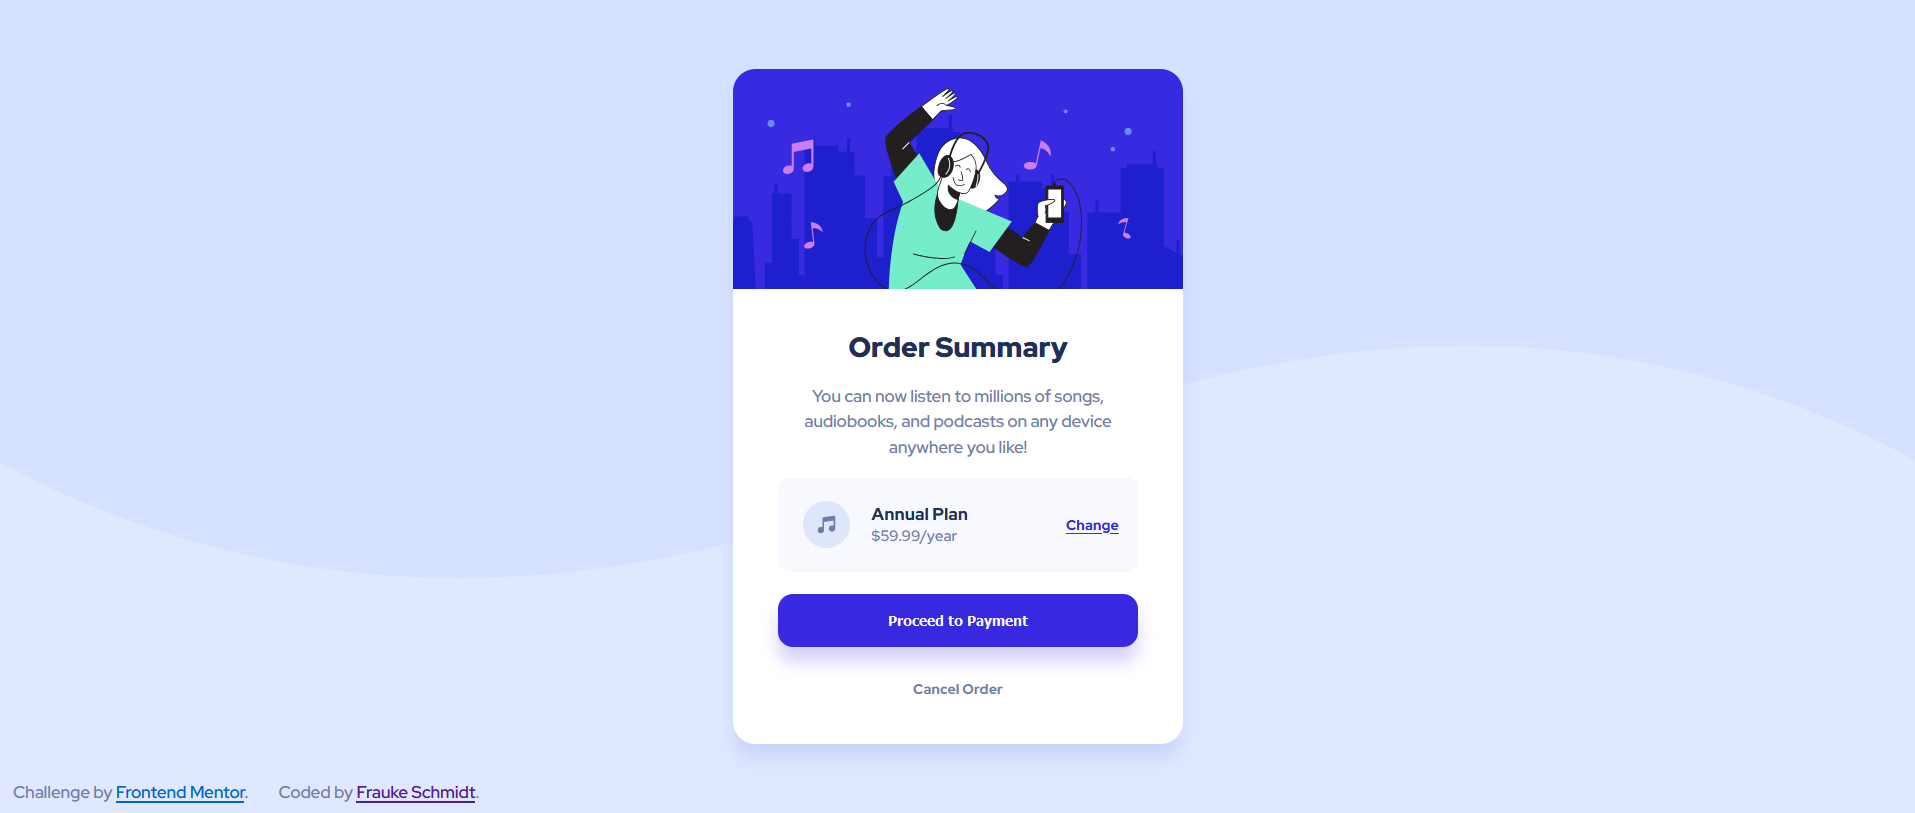 Order Summary
You can now listen to millions of songs,
audiobooks, and podcasts on any device
anywhere you like!
Annual Plan
$59.99/year
Change
Proceed to Payment
Cancel Order
Challenge by Frontend Mentor. Coded by Frauke Schmidt.